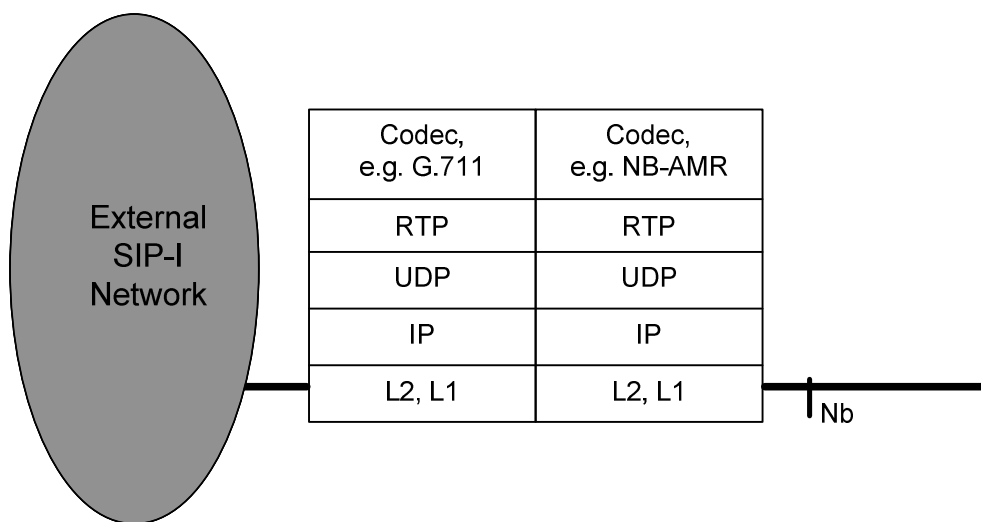 External
SIP-I
Network
Codec,
e.g. G.711
Codec,
e.g. NB-AMR
RTP
RTP
UDP
UDP
IP
IP
L2, L1
L2, L1
Nb